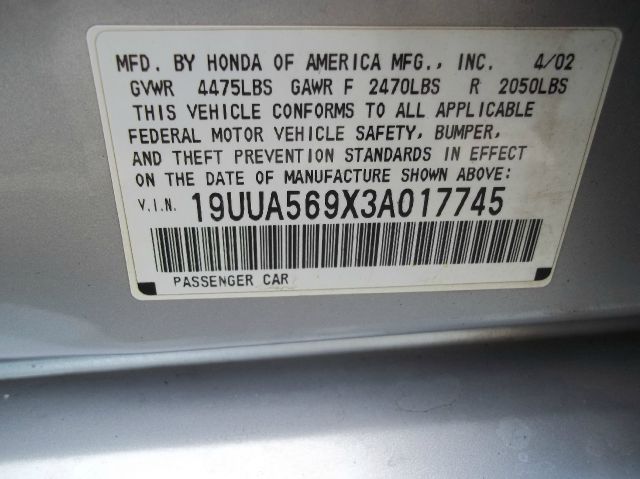 MFD. BY HONDA OF AMERICA MFG., INC. 4/02
GVWR 4475LBS GAWR F 2470LBS R 2050LBS
THIS VEHICLE CONFORMS TO ALL APPLICABLE
FEDERAL MOTOR VEHICLE SAFETY, BUMPER,
AND THEFT PREVENTION STANDARDS IN EFFECT
ON THE DATE OF MANUFACTURE SHOWN ABOVE:
V.I.N. 19UUA569X3A017745
PASSENGER CAR